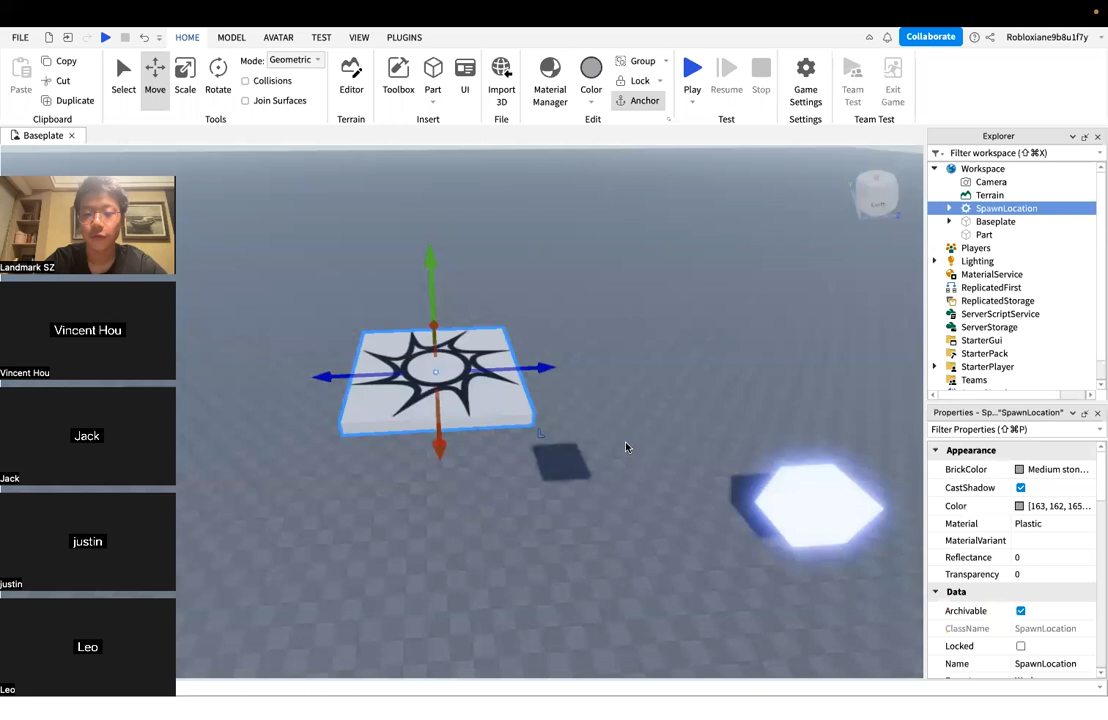 FILE HOME MODEL AVATAR TEST VIEW PLUGINS Collaborate Robloxiane9b8u1f7y
Paste Copy Cut Duplicate Clipboard
Select Move Scale Rotate Mode: Geometric Collisions Join Surfaces Tools
Editor Terrain
Toolbox Part UI Insert
Import 3D File
Material Manager Color Group Lock Anchor Edit
Play Resume Stop Test
Game Settings Settings
Team Test Exit Game Team Test
Baseplate
Landmark SZ
Vincent Hou
Vincent Hou
Jack
Jack
justin
justin
Leo
Leo
L
Explorer
Filter workspace (⇧⌘X)
Workspace
Camera
Terrain
SpawnLocation
Baseplate
Part
Players
Lighting
MaterialService
ReplicatedFirst
ReplicatedStorage
ServerScriptService
ServerStorage
StarterGui
StarterPack
StarterPlayer
Teams
Properties - Sp..."SpawnLocation"
Filter Properties (⇧⌘P)
Appearance
BrickColor Medium ston...
CastShadow
Color [163, 162, 165...
Material Plastic
MaterialVariant
Reflectance 0
Transparency 0
Data
Archivable
ClassName SpawnLocation
Locked
Name SpawnLocation